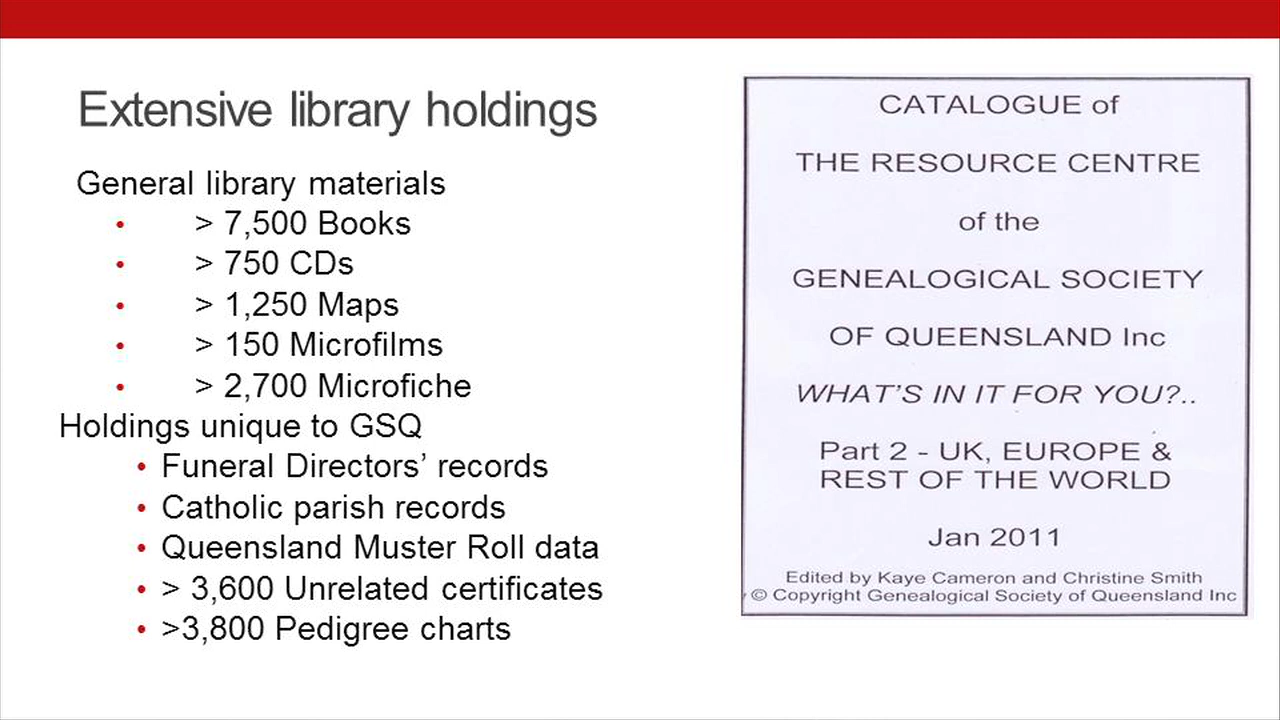 Extensive library holdings
General library materials
• > 7,500 Books
• > 750 CDs
• > 1,250 Maps
• > 150 Microfilms
• > 2,700 Microfiche
Holdings unique to GSQ
• Funeral Directors’ records
• Catholic parish records
• Queensland Muster Roll data
• > 3,600 Unrelated certificates
• >3,800 Pedigree charts
CATALOGUE of
THE RESOURCE CENTRE
of the
GENEALOGICAL SOCIETY
OF QUEENSLAND Inc
WHAT’S IN IT FOR YOU?..
Part 2 - UK, EUROPE &
REST OF THE WORLD
Jan 2011
Edited by Kaye Cameron and Christine Smith
© Copyright Genealogical Society of Queensland Inc